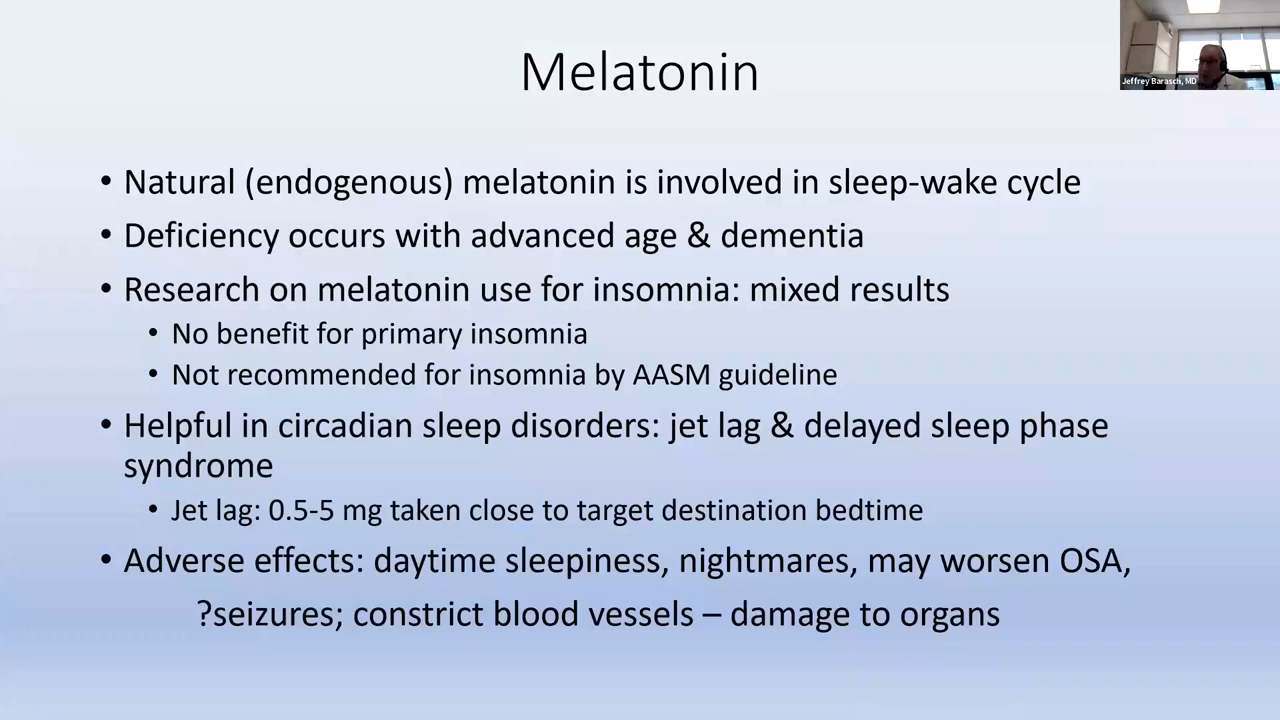 Melatonin
Jeffrey Barasch, MD
• Natural (endogenous) melatonin is involved in sleep-wake cycle
• Deficiency occurs with advanced age & dementia
• Research on melatonin use for insomnia: mixed results
• No benefit for primary insomnia
• Not recommended for insomnia by AASM guideline
• Helpful in circadian sleep disorders: jet lag & delayed sleep phase
syndrome
• Jet lag: 0.5-5 mg taken close to target destination bedtime
• Adverse effects: daytime sleepiness, nightmares, may worsen OSA,
?seizures; constrict blood vessels – damage to organs